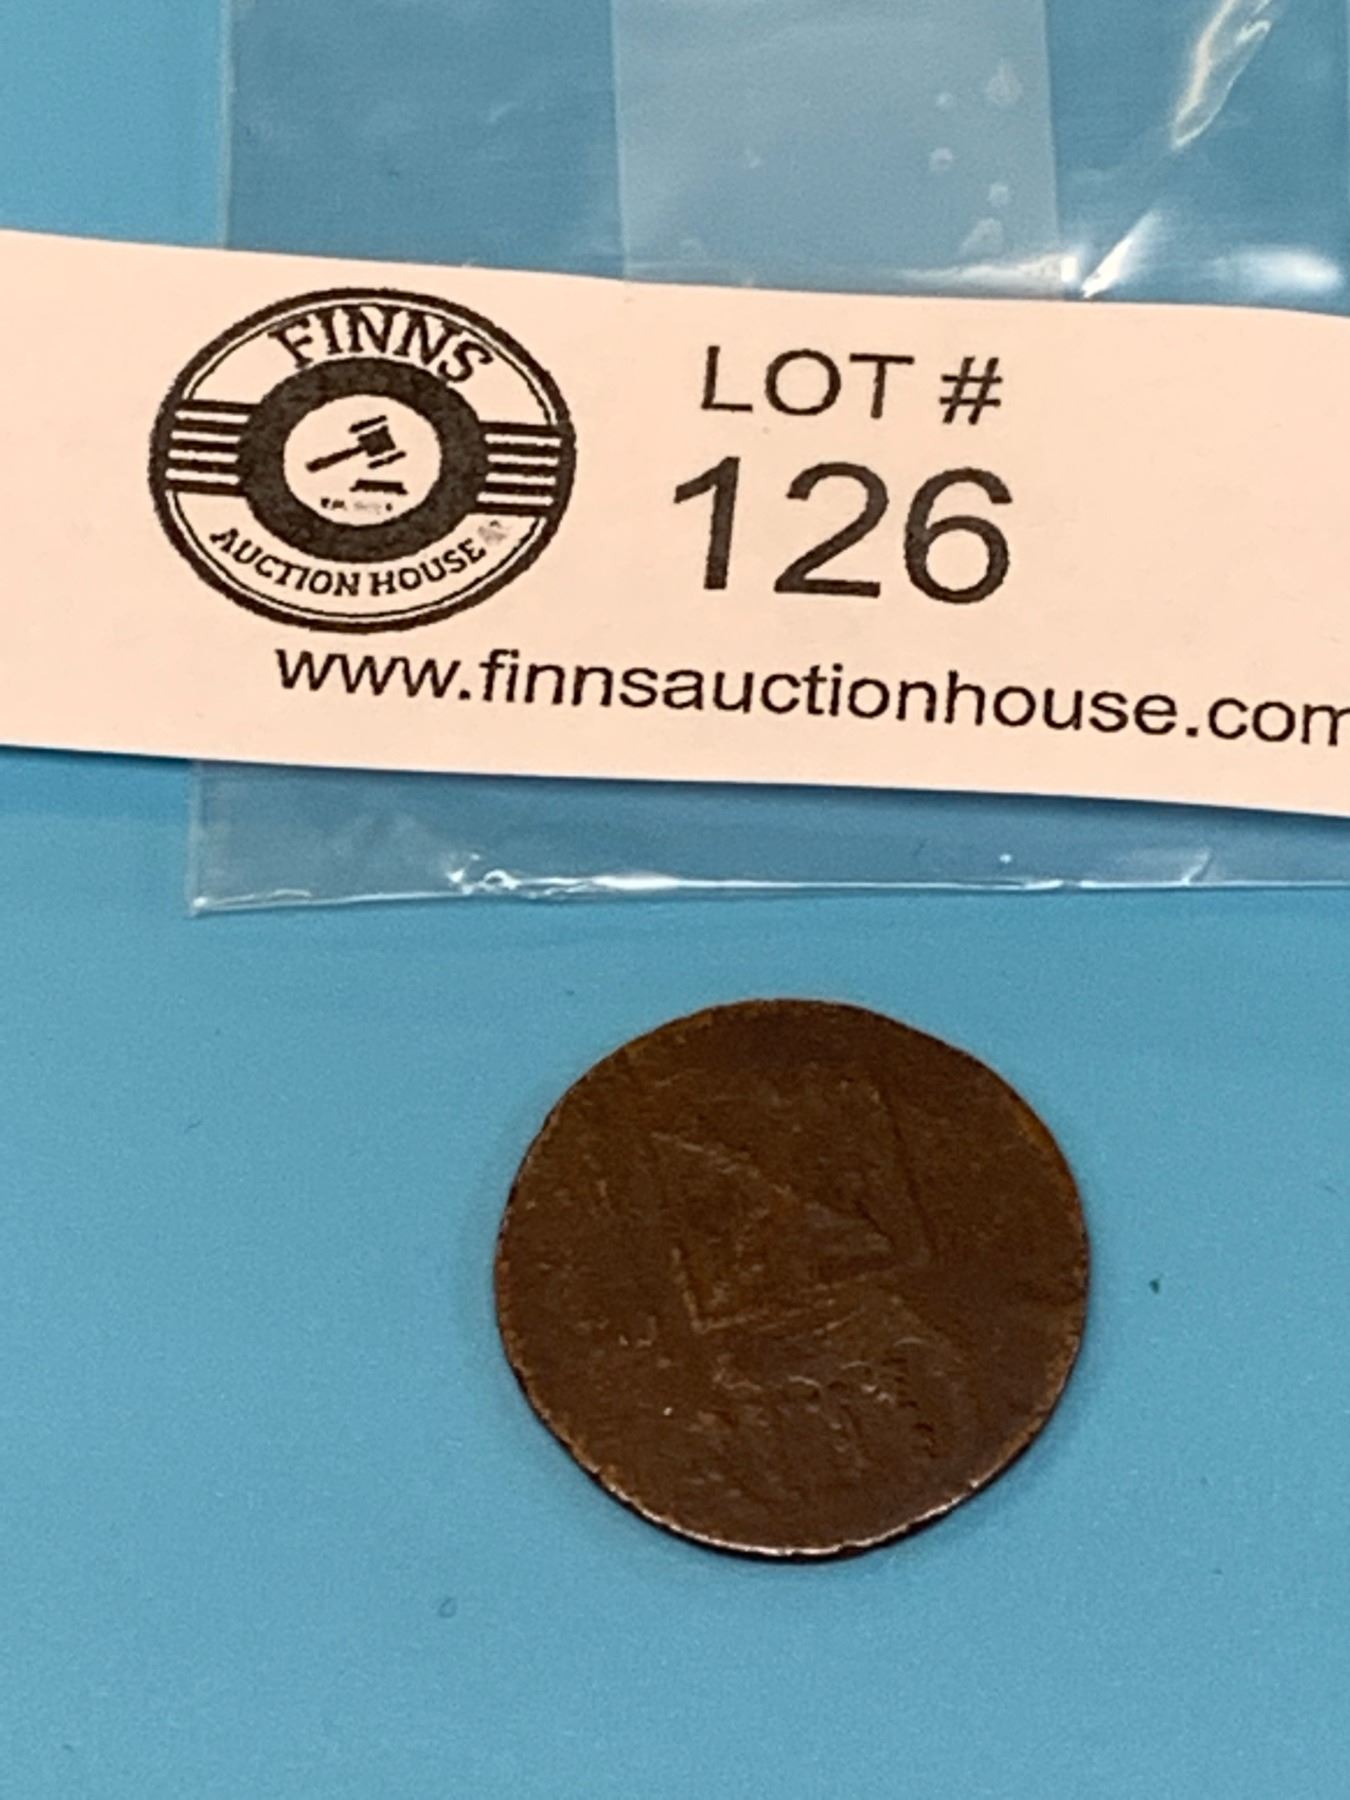 FINNS
AUCTION HOUSE
LOT #
126
www.finnsauctionhouse.com